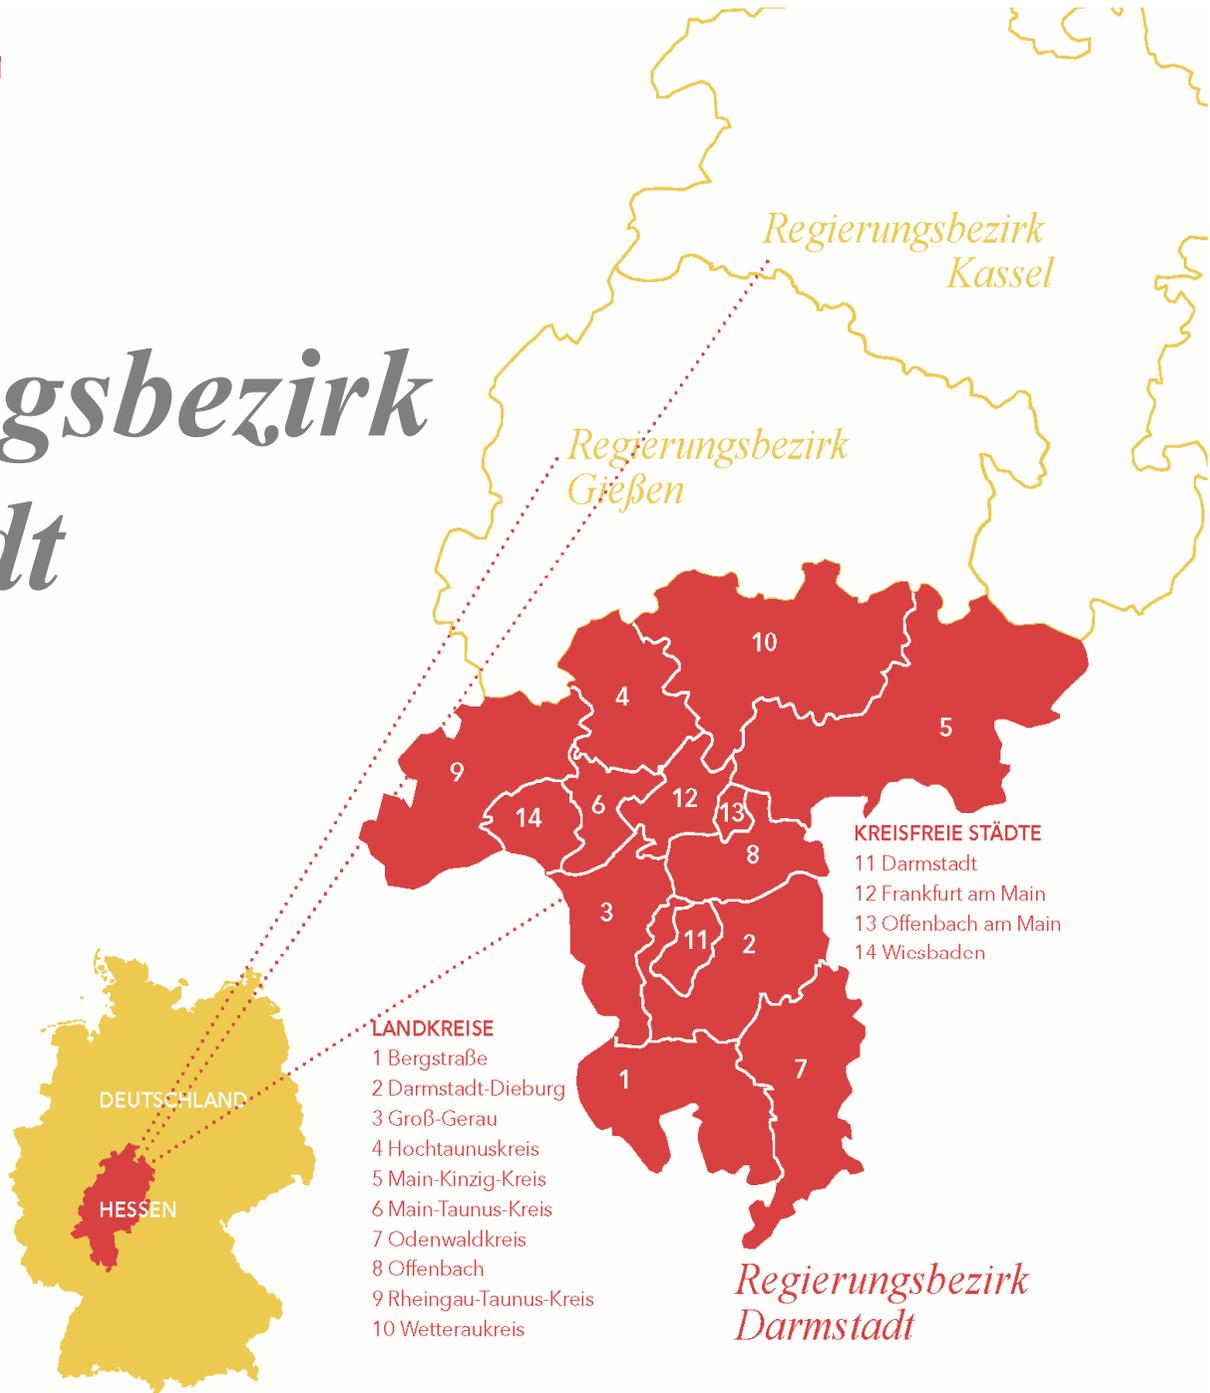 Regierungsbezirk
Kassel
gsbezirk
dt
Regierungsbezirk
Gießen
10
4
5
9
14
6
12
13
8
3
11
2
7
1
KREISFREIE STÄDTE
11 Darmstadt
12 Frankfurt am Main
13 Offenbach am Main
14 Wiesbaden
DEUTSCHLAND
HESSEN
LANDKREISE
1 Bergstraße
2 Darmstadt-Dieburg
3 Groß-Gerau
4 Hochtaunuskreis
5 Main-Kinzig-Kreis
6 Main-Taunus-Kreis
7 Odenwaldkreis
8 Offenbach
9 Rheingau-Taunus-Kreis
10 Wetteraukreis
Regierungsbezirk
Darmstadt